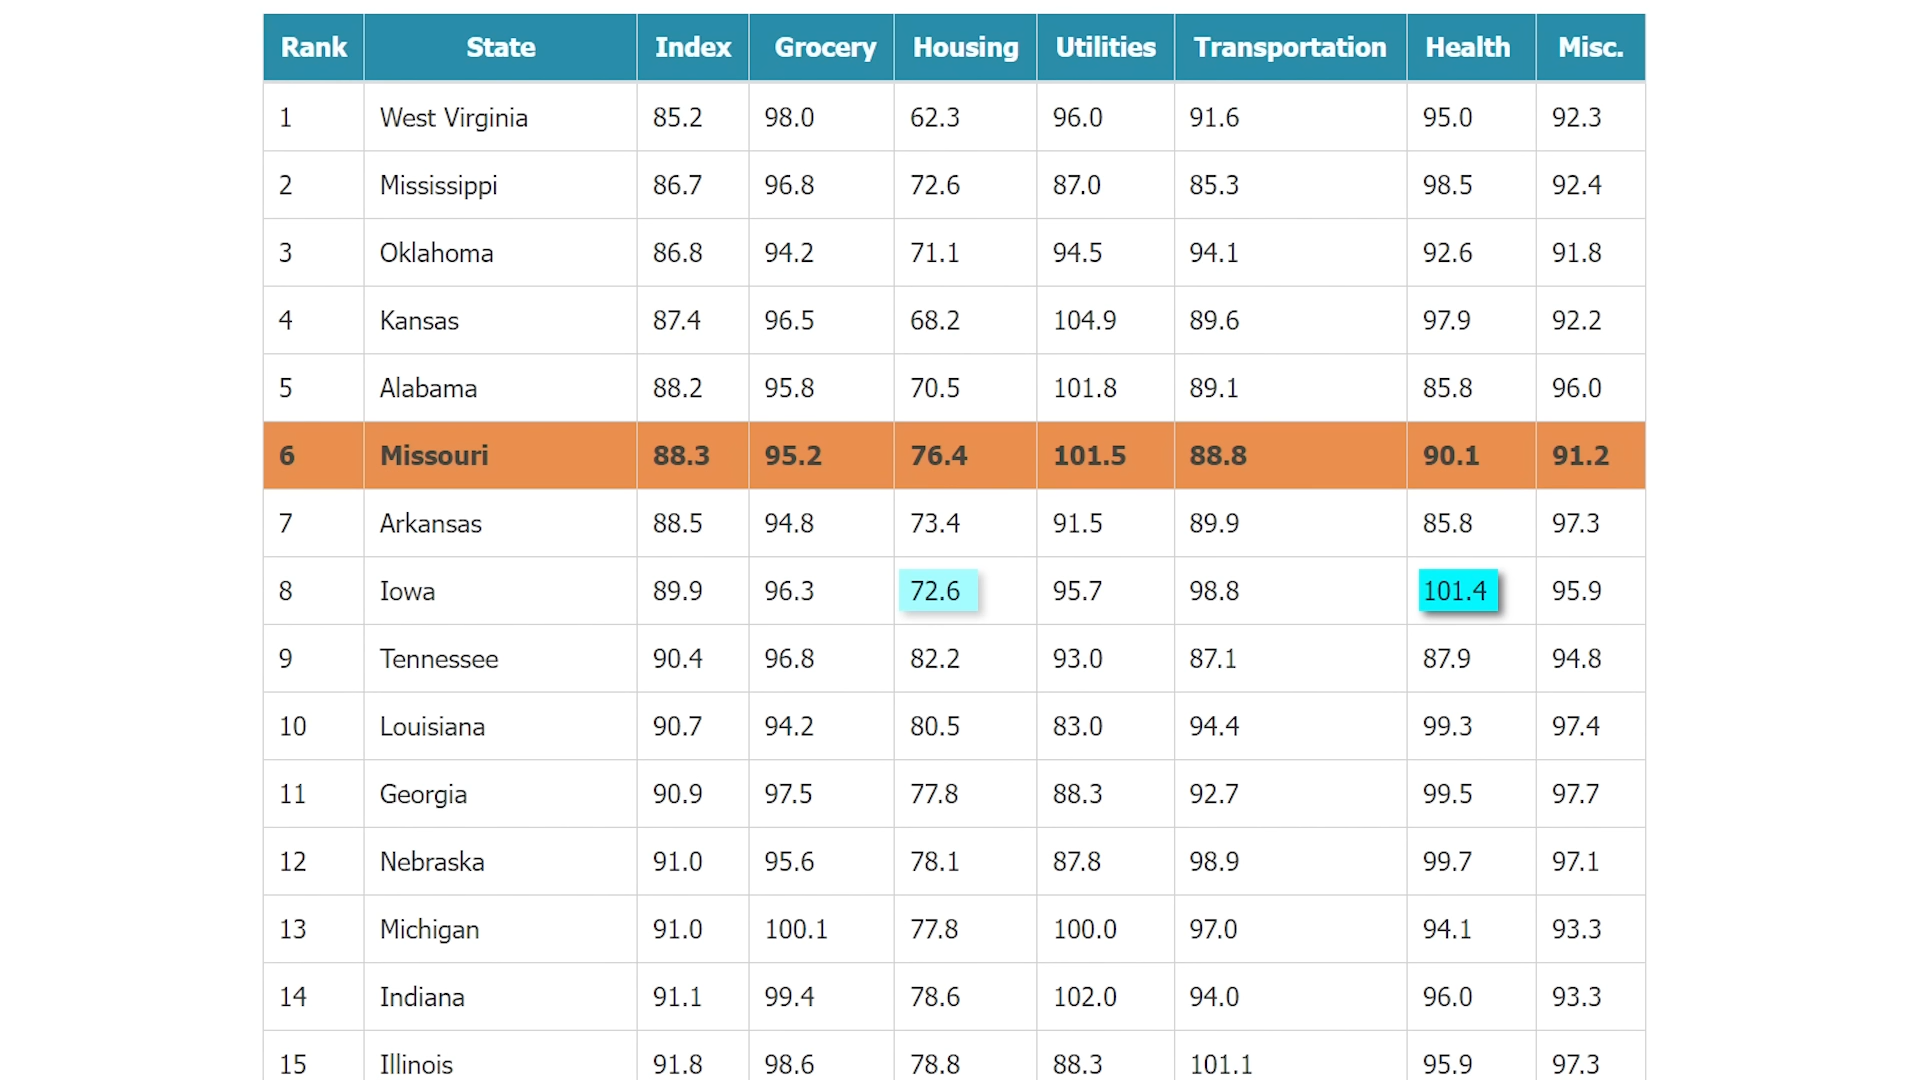 Rank State Index Grocery Housing Utilities Transportation Health Misc.
1 West Virginia 85.2 98.0 62.3 96.0 91.6 95.0 92.3
2 Mississippi 86.7 96.8 72.6 87.0 85.3 98.5 92.4
3 Oklahoma 86.8 94.2 71.1 94.5 94.1 92.6 91.8
4 Kansas 87.4 96.5 68.2 104.9 89.6 97.9 92.2
5 Alabama 88.2 95.8 70.5 101.8 89.1 85.8 96.0
6 Missouri 88.3 95.2 76.4 101.5 88.8 90.1 91.2
7 Arkansas 88.5 94.8 73.4 91.5 89.9 85.8 97.3
8 Iowa 89.9 96.3 72.6 95.7 98.8 101.4 95.9
9 Tennessee 90.4 96.8 82.2 93.0 87.1 87.9 94.8
10 Louisiana 90.7 94.2 80.5 83.0 94.4 99.3 97.4
11 Georgia 90.9 97.5 77.8 88.3 92.7 99.5 97.7
12 Nebraska 91.0 95.6 78.1 87.8 98.9 99.7 97.1
13 Michigan 91.0 100.1 77.8 100.0 97.0 94.1 93.3
14 Indiana 91.1 99.4 78.6 102.0 94.0 96.0 93.3
15 Illinois 91.8 98.6 78.8 88.3 101.1 95.9 97.3